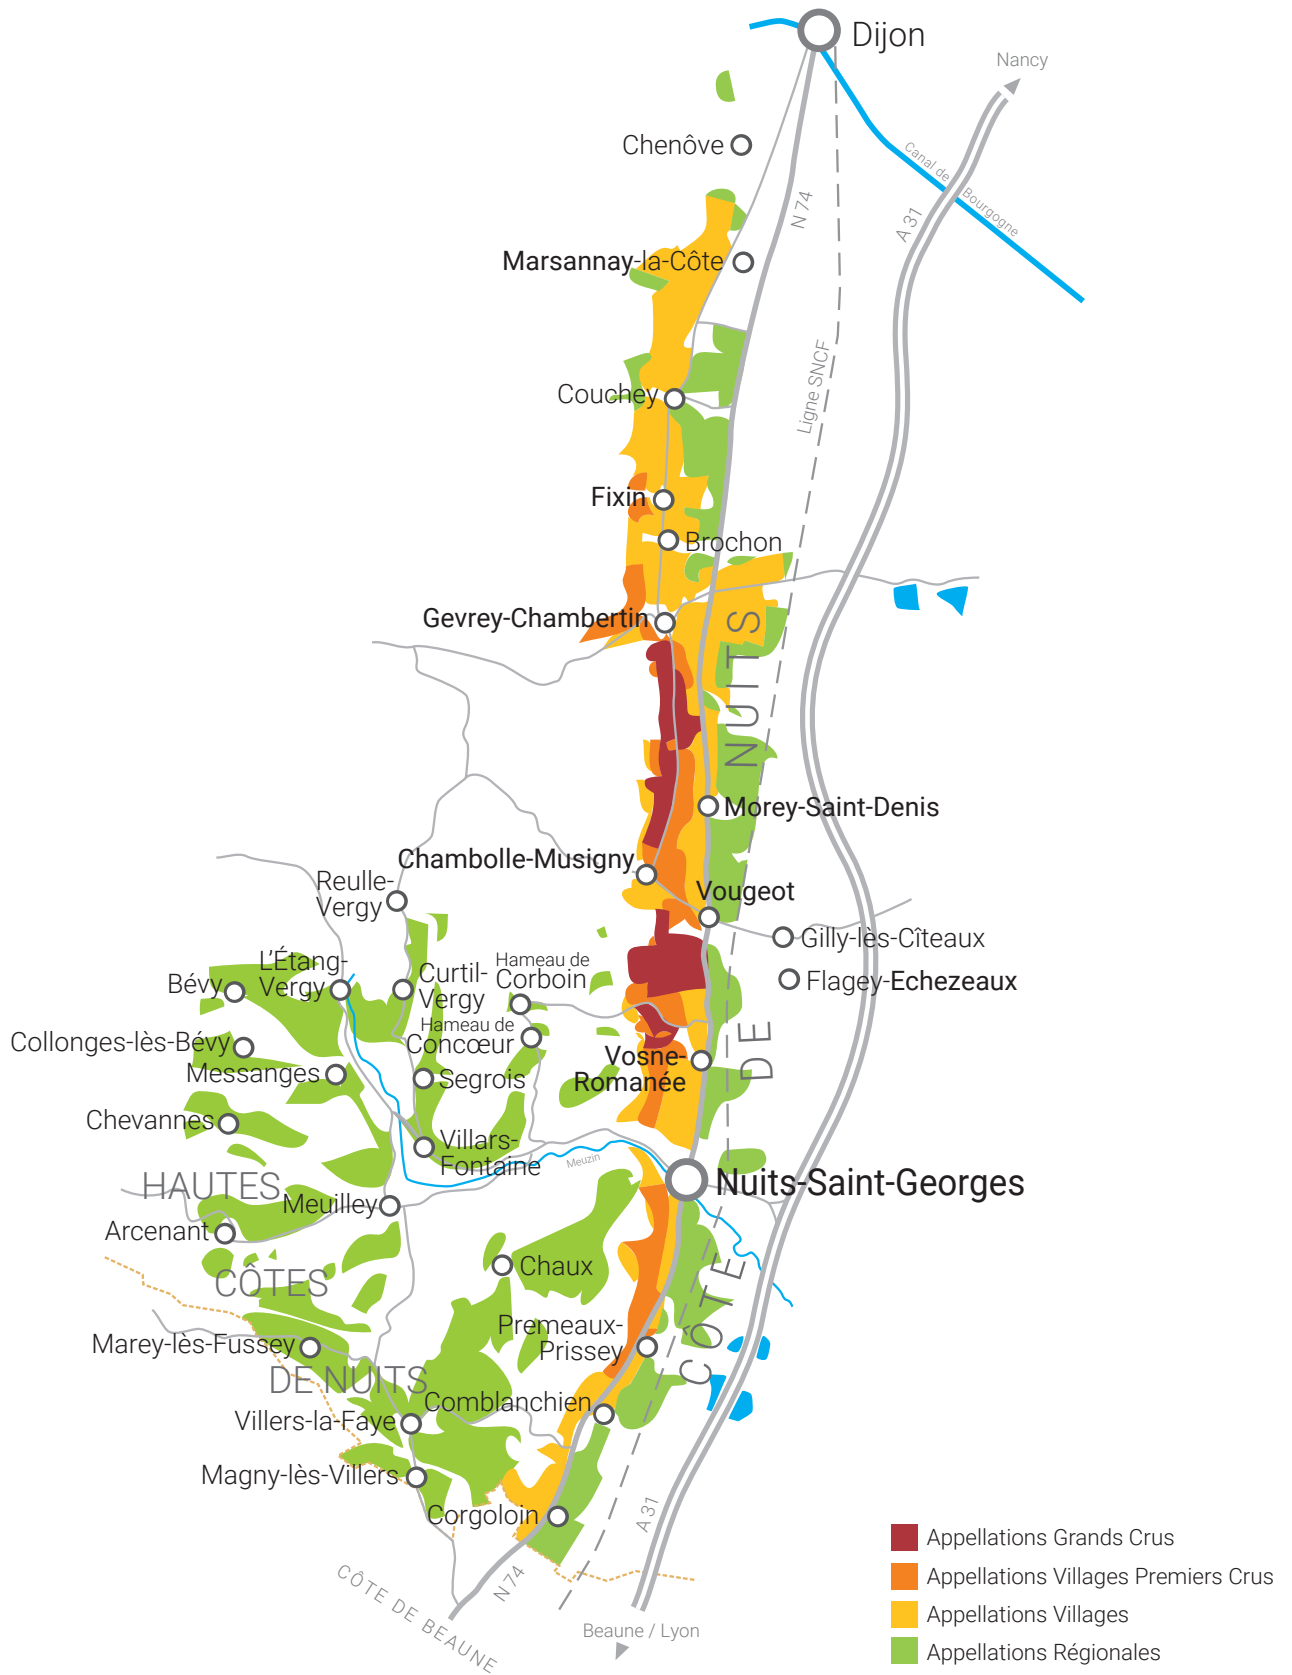 Dijon
Nancy
Chenôve
Canal de
Bourgogne
N 74
A 31
Marsannay-la-Côte
Ligne SNCF
Couchey
Fixin
Brochon
Gevrey-Chambertin
NUITS
Morey-Saint-Denis
Chambolle-Musigny
Reulle-
Vergy
Vougeot
Gilly-lès-Cîteaux
L'Étang-
Vergy
Bévy
Curtil-
Vergy
Hameau de
Corboin
Flagey-Echezeaux
Hameau de
Concœur
Collonges-lès-Bévy
DE
Vosne-
Romanée
Messanges
Segrois
Chevannes
Villars-
Fontaine
Meuzin
HAUTES
Nuits-Saint-Georges
Meuilley
Arcenant
Chaux
CÔTE
CÔTES
Premeaux-
Prissey
Marey-lès-Fussey
DE NUITS
Comblanchien
Villers-la-Faye
Magny-lès-Villers
Corgoloin
A 31
N 74
CÔTE DE BEAUNE
Beaune / Lyon
Appellations Grands Crus
Appellations Villages Premiers Crus
Appellations Villages
Appellations Régionales